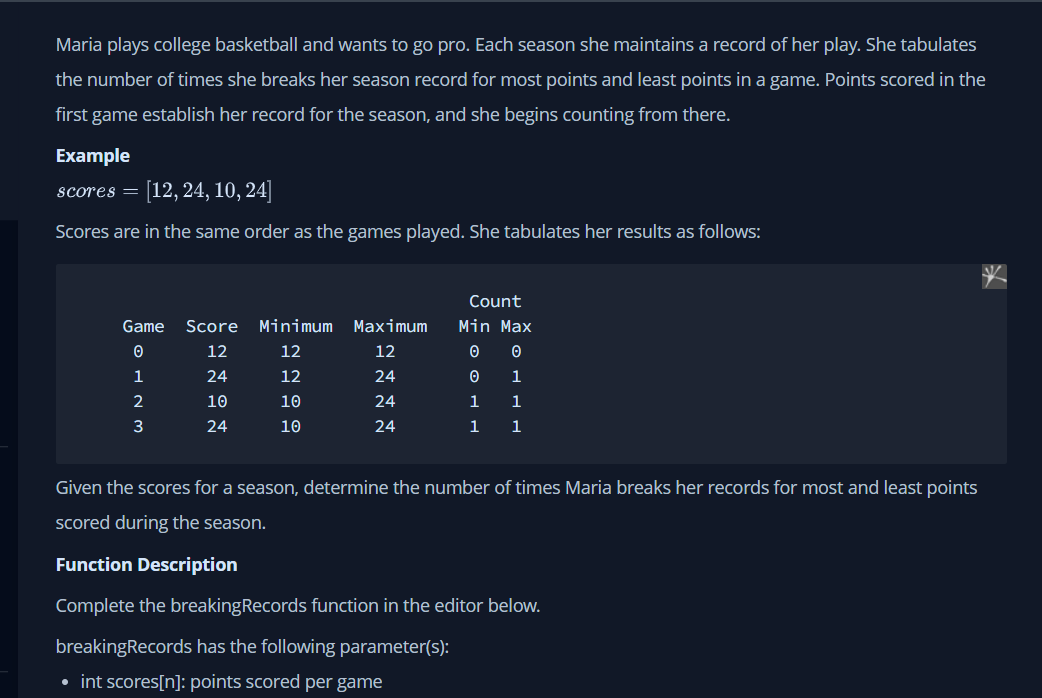 Maria plays college basketball and wants to go pro. Each season she maintains a record of her play. She tabulates
the number of times she breaks her season record for most points and least points in a game. Points scored in the
first game establish her record for the season, and she begins counting from there.
Example
scores = [12, 24, 10, 24]
Scores are in the same order as the games played. She tabulates her results as follows:
Count
Game Score Minimum Maximum Min Max
0 12 12 12 0 0
1 24 12 24 0 1
2 10 10 24 1 1
3 24 10 24 1 1
Given the scores for a season, determine the number of times Maria breaks her records for most and least points
scored during the season.
Function Description
Complete the breakingRecords function in the editor below.
breakingRecords has the following parameter(s):
• int scores[n]: points scored per game